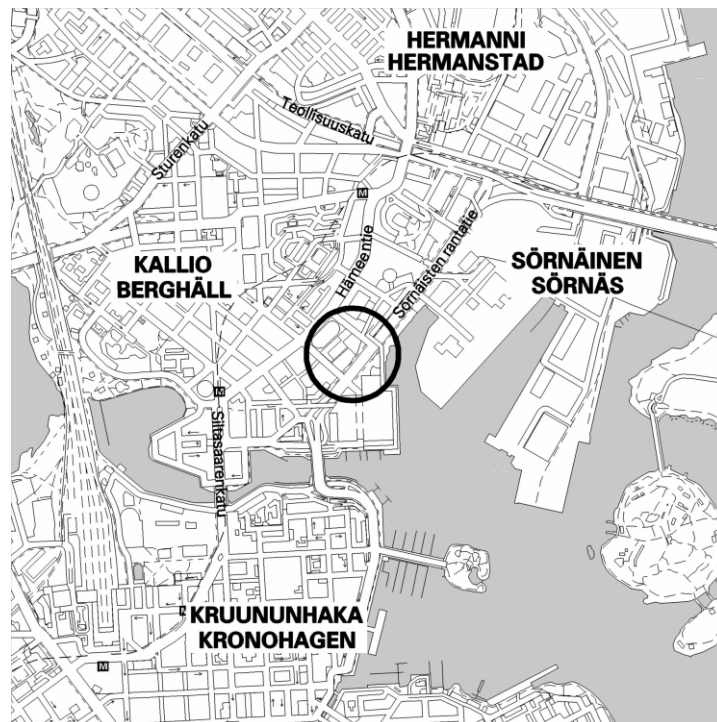 HERMANNI
HERMANSTAD
Teollisuuskatu
Sturenkatu
M
Hämeentie
Sörnäisten rantatie
KALLIO
BERGHÄLL
SÖRNÄINEN
SÖRNÄS
M
Siltasaarenkatu
KRUUNUNHAKA
KRONOHAGEN
M
M